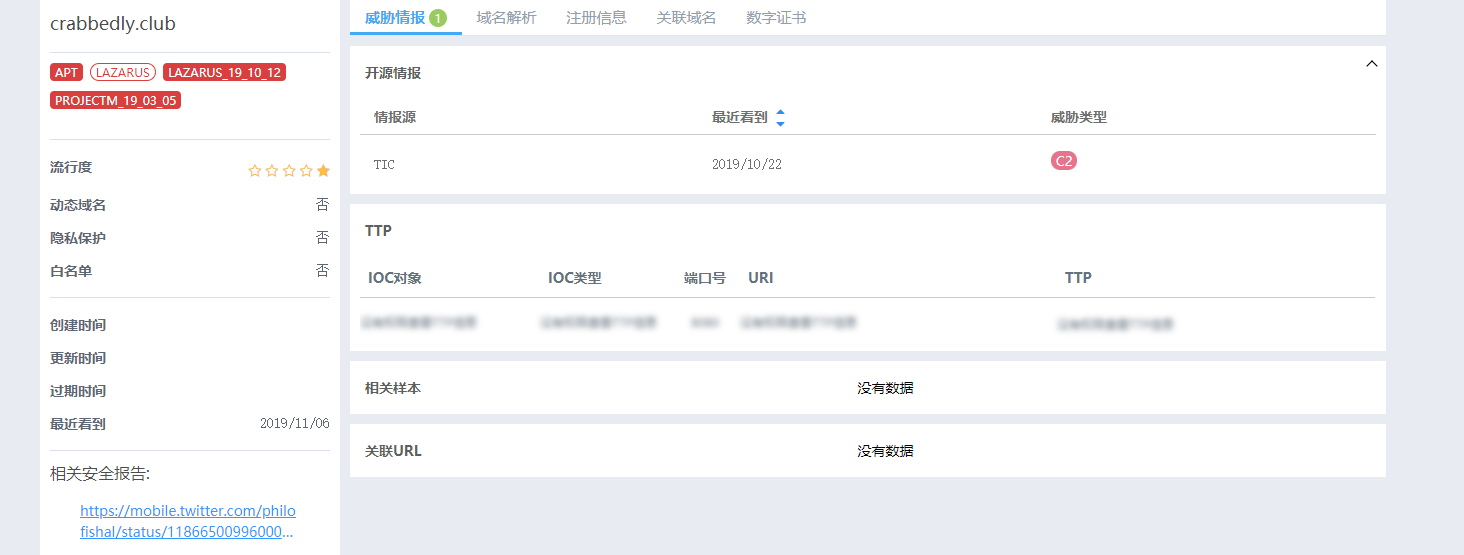 crabbedly.club
APT LAZARUS LAZARUS_19_10_12
PROJECTM_19_03_05
流行度
动态域名 否
隐私保护 否
白名单 否
创建时间
更新时间
过期时间
最近看到 2019/11/06
相关安全报告:
https://mobile.twitter.com/philo
fishal/status/11866500996000...
威胁情报 1 域名解析 注册信息 关联域名 数字证书
开源情报
情报源 最近看到 威胁类型
TIC 2019/10/22 C2
TTP
IOC对象 IOC类型 端口号 URI TTP
相关样本 没有数据
关联URL 没有数据